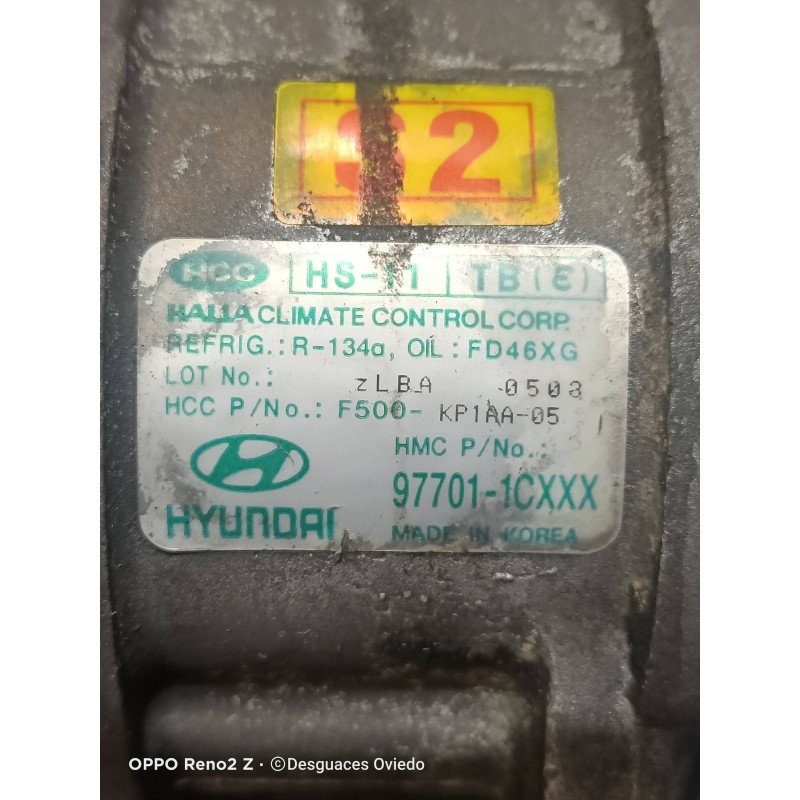 S2
HCC HS-11 TB(є)
HALLA CLIMATE CONTROL CORP.
REFRIG.: R-134a, OIL : FD46XG
LOT No.: zLBA 0503
HCC P/No.: F500- KP1AA-05
HMC P/No.:
97701-1CXXX
HYUNDAI MADE IN KOREA
OPPO Reno2 Z · ©Desguaces Oviedo